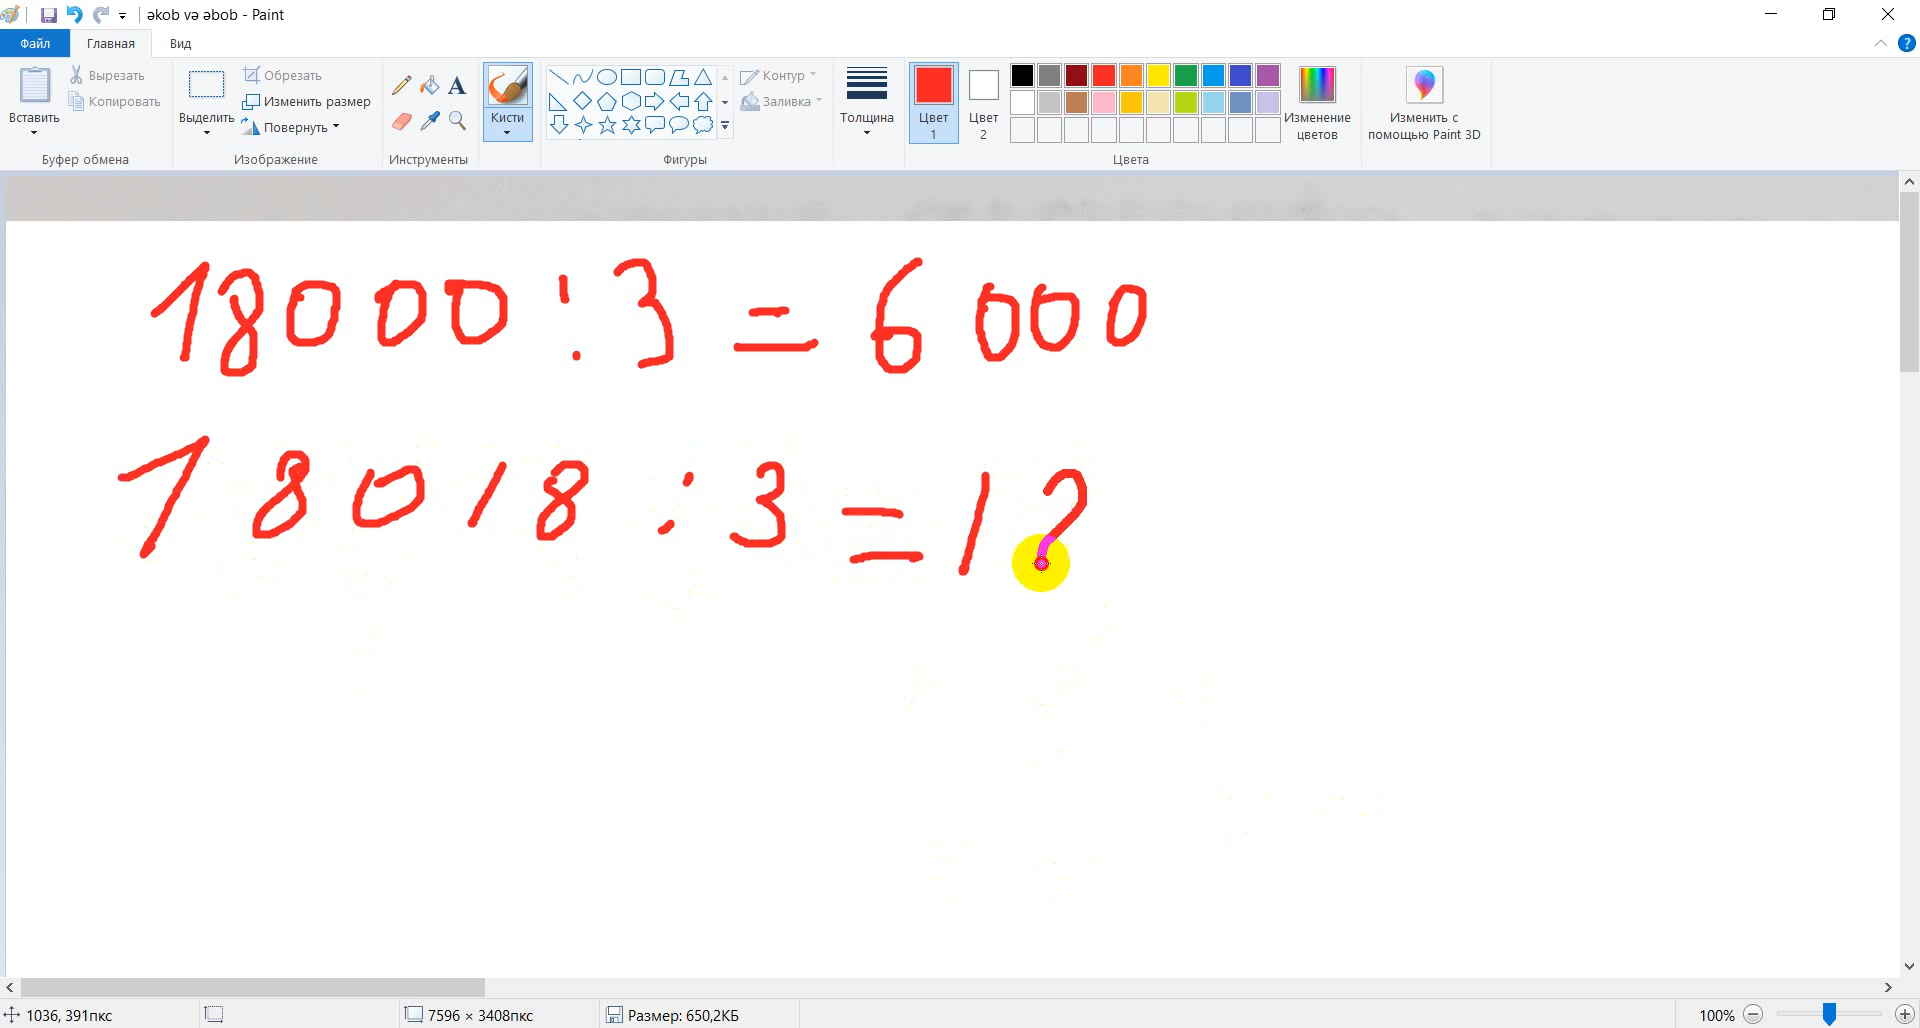 əkob və əbob - Paint
Файл Главная Вид
Вставить
Вырезать
Копировать
Буфер обмена
Выделить
Обрезать
Изменить размер
Повернуть
Изображение
Инструменты
Кисти
Контур
Заливка
Фигуры
Толщина
Цвет 1
Цвет 2
Изменение цветов
Цвета
Изменить с помощью Paint 3D
18000 : 3 = 6000
18018 : 3 = 1?
1036, 391пкс 7596 × 3408пкс Размер: 650,2КБ 100%